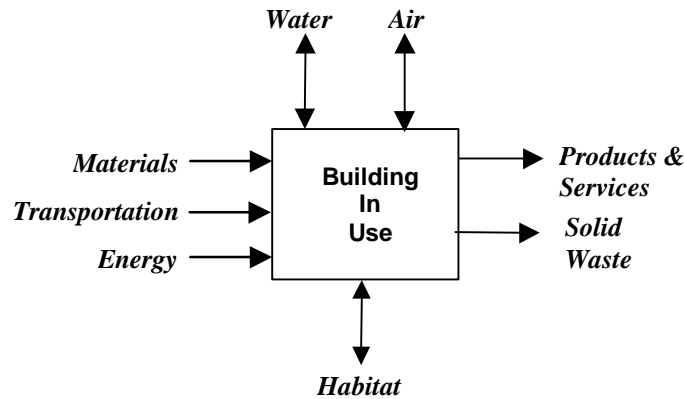 Water
Air
Materials
Transportation
Energy
Building
In
Use
Products &
Services
Solid
Waste
Habitat